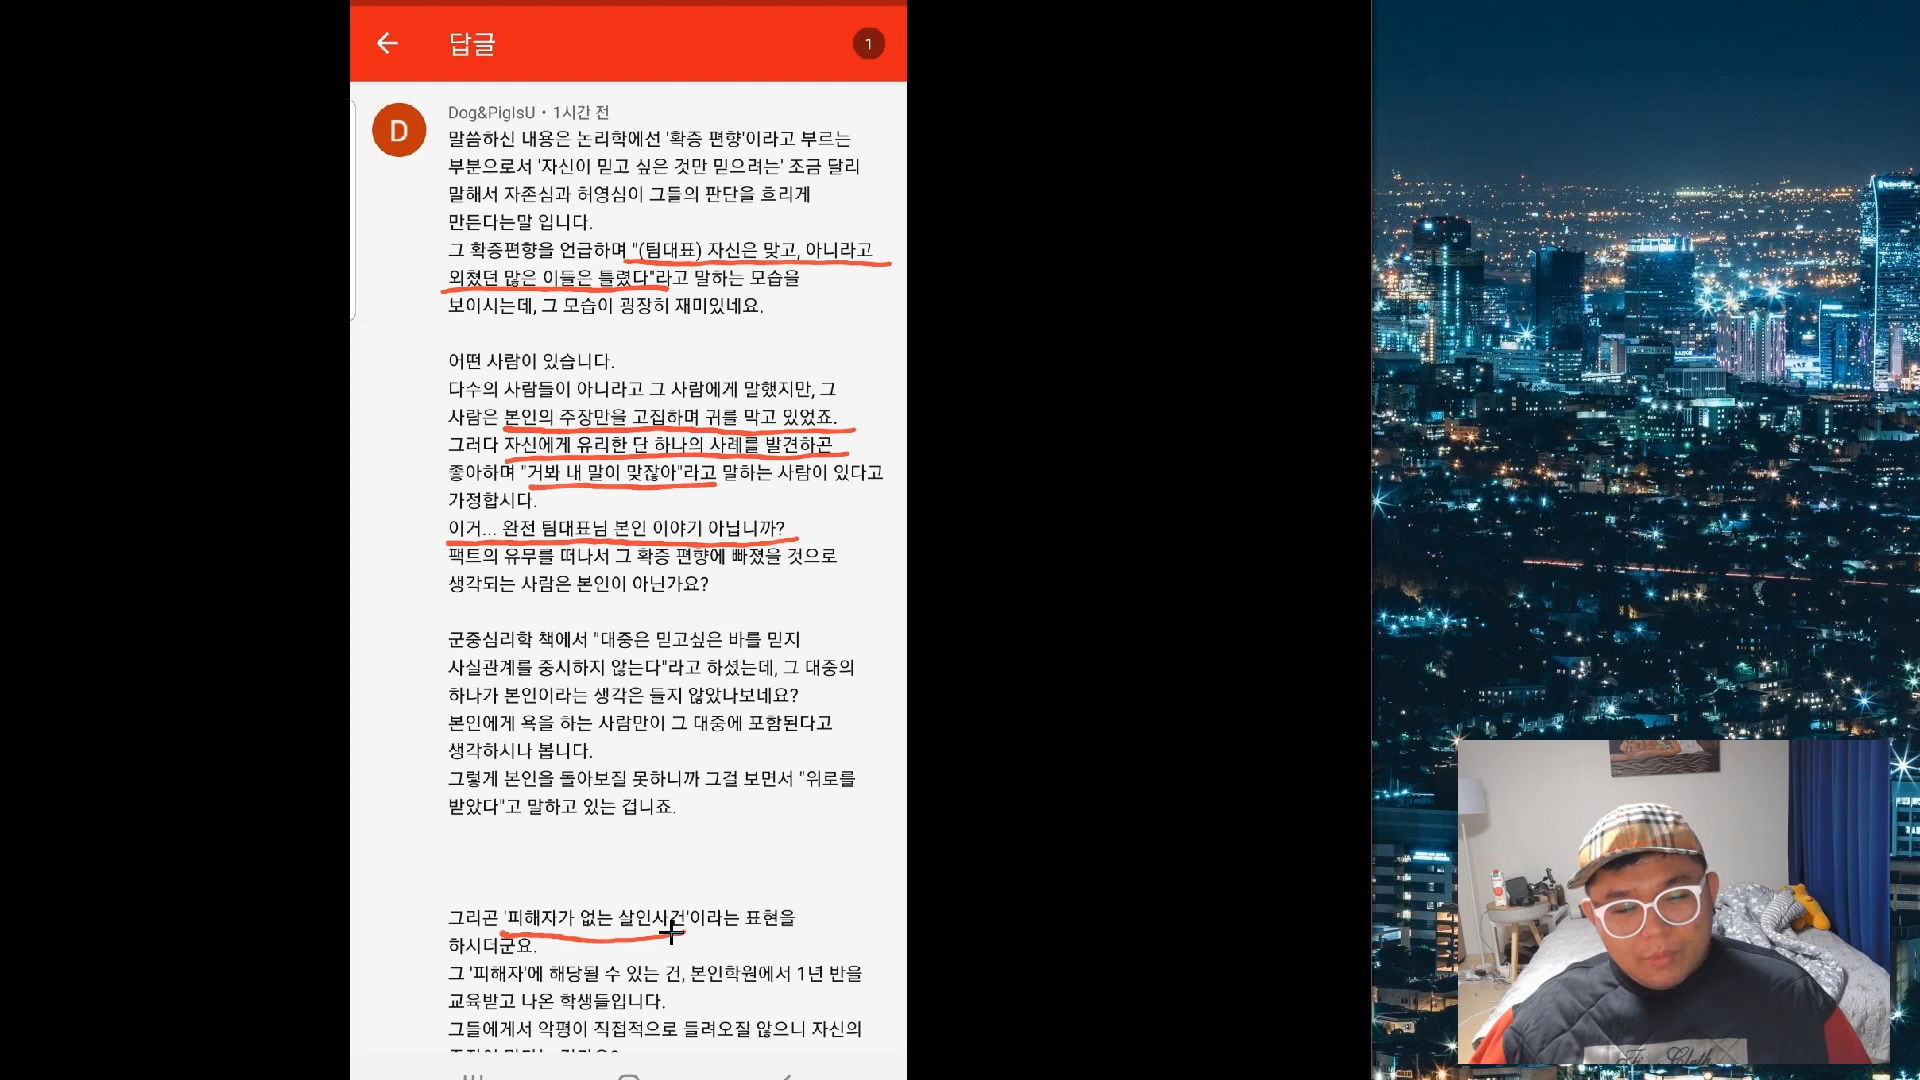 답글
1
D
Dog&PigIsU • 1시간 전
말씀하신 내용은 논리학에선 '확증 편향'이라고 부르는
부분으로서 '자신이 믿고 싶은 것만 믿으려는' 조금 달리
말해서 자존심과 허영심이 그들의 판단을 흐리게
만든다는말 입니다.
그 확증편향을 언급하며 "(팀대표) 자신은 맞고, 아니라고
외쳤던 많은 이들은 틀렸다"라고 말하는 모습을
보이시는데, 그 모습이 굉장히 재미있네요.
어떤 사람이 있습니다.
다수의 사람들이 아니라고 그 사람에게 말했지만, 그
사람은 본인의 주장만을 고집하며 귀를 막고 있었죠.
그러다 자신에게 유리한 단 하나의 사례를 발견하곤
좋아하며 "거봐 내 말이 맞잖아"라고 말하는 사람이 있다고
가정합시다.
이거... 완전 팀대표님 본인 이야기 아닙니까?
팩트의 유무를 떠나서 그 확증 편향에 빠졌을 것으로
생각되는 사람은 본인이 아닌가요?
군중심리학 책에서 "대중은 믿고싶은 바를 믿지
사실관계를 중시하지 않는다"라고 하셨는데, 그 대중의
하나가 본인이라는 생각은 들지 않았나보네요?
본인에게 욕을 하는 사람만이 그 대중에 포함된다고
생각하시나 봅니다.
그렇게 본인을 돌아보질 못하니까 그걸 보면서 "위로를
받았다"고 말하고 있는 겁니죠.
그리곤 '피해자가 없는 살인사건'이라는 표현을
하시더군요.
그 '피해자'에 해당될 수 있는 건, 본인학원에서 1년 반을
교육받고 나온 학생들입니다.
그들에게서 악평이 직접적으로 들려오질 않으니 자신의